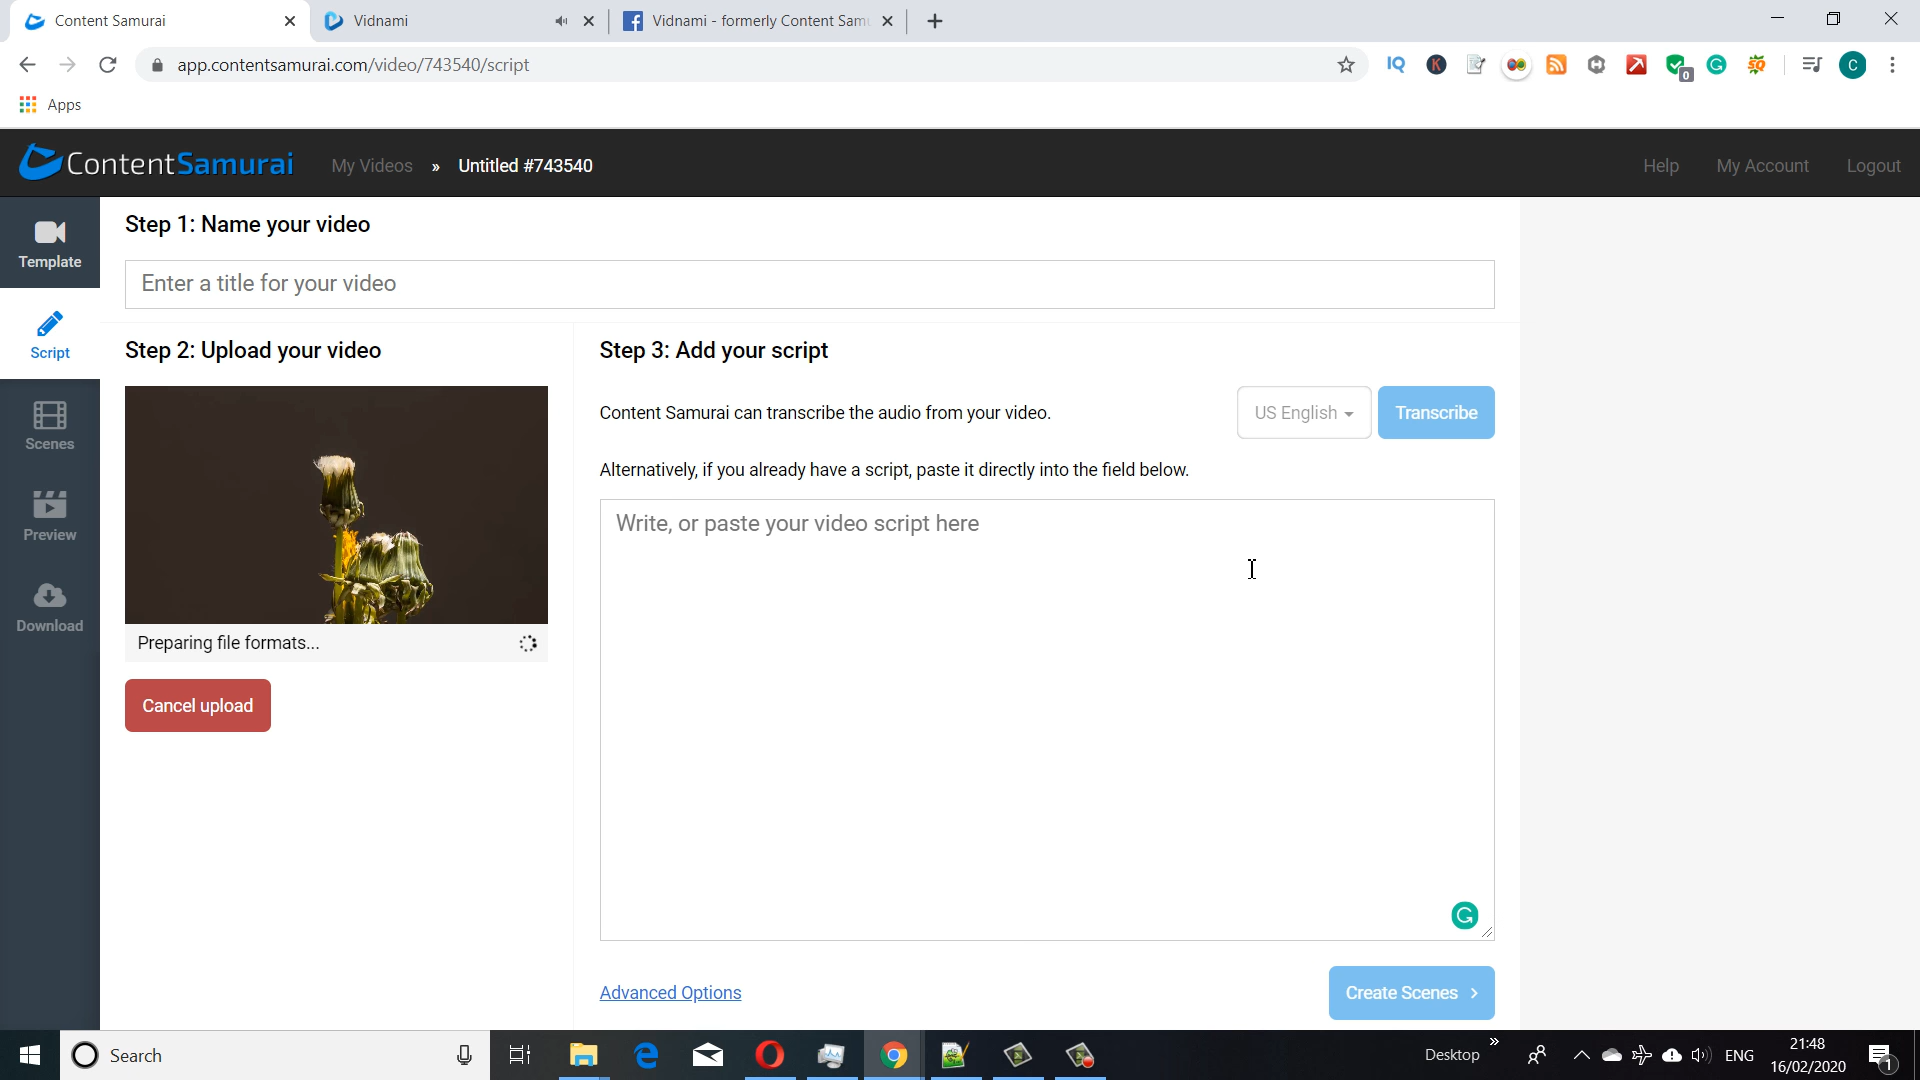 Content Samurai
Vidnami
Vidnami - formerly Content Sam
app.contentsamurai.com/video/743540/script
IQ
K
0
SQ
C
Apps
ContentSamurai
My Videos » Untitled #743540
Help
My Account
Logout
Template
Script
Scenes
Preview
Download
Step 1: Name your video
Enter a title for your video
Step 2: Upload your video
Preparing file formats...
Cancel upload
Step 3: Add your script
Content Samurai can transcribe the audio from your video.
US English
Transcribe
Alternatively, if you already have a script, paste it directly into the field below.
Write, or paste your video script here
Advanced Options
Create Scenes
Search
Desktop
ENG
21:48
16/02/2020
1